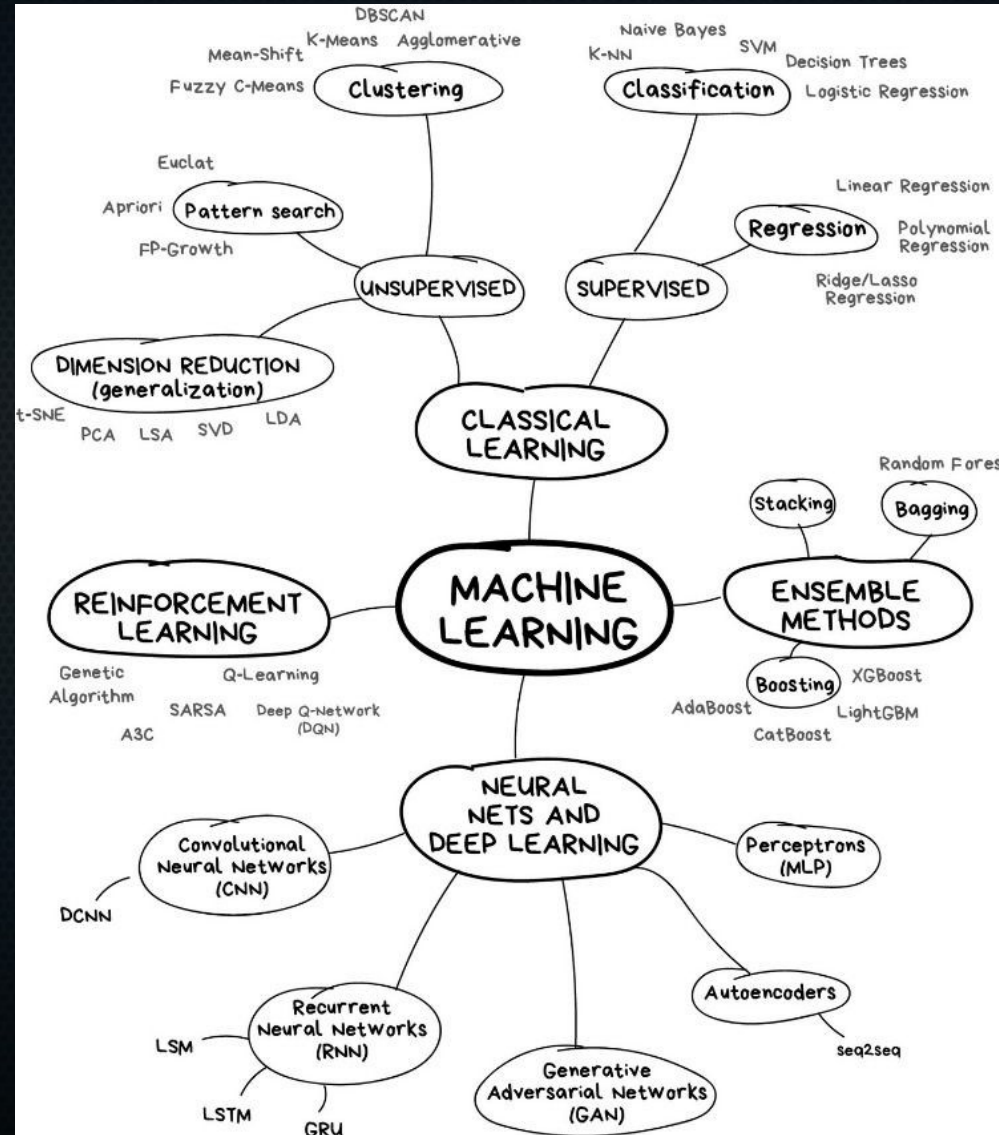 DBSCAN
K-Means Agglomerative
Mean-Shift
Fuzzy C-Means
Clustering
Naive Bayes
K-NN
SVM
Decision Trees
Classification
Logistic Regression
Euclat
Apriori
Pattern search
FP-Growth
Linear Regression
Regression
Polynomial
Regression
Ridge/Lasso
Regression
UNSUPERVISED
SUPERVISED
DIMENSION REDUCTION
(generalization)
t-SNE
PCA
LSA
SVD
LDA
CLASSICAL
LEARNING
Random Fores
Stacking
Bagging
MACHINE
LEARNING
REINFORCEMENT
LEARNING
ENSEMBLE
METHODS
Genetic
Algorithm
Q-Learning
SARSA
Deep Q-Network
(DQN)
A3C
Boosting
XGBoost
AdaBoost
LightGBM
CatBoost
NEURAL
NETS AND
DEEP LEARNING
Convolutional
Neural Networks
(CNN)
DCNN
Perceptrons
(MLP)
Autoencoders
seq2seq
Recurrent
Neural Networks
(RNN)
LSM
LSTM
GRU
Generative
Adversarial Networks
(GAN)